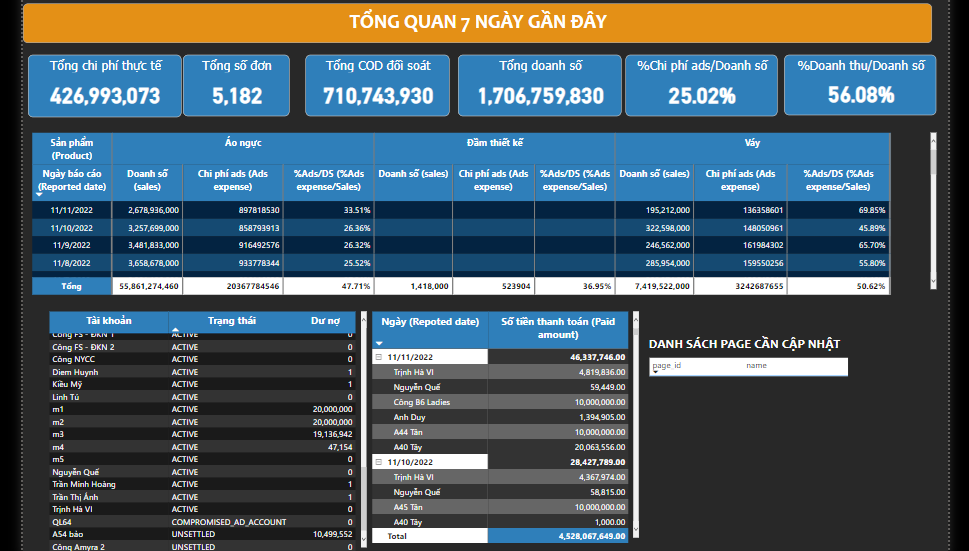 TỔNG QUAN 7 NGÀY GẦN ĐÂY
Tổng chi phí thực tế
426,993,073
Tổng số đơn
5,182
Tổng COD đối soát
710,743,930
Tổng doanh số
1,706,759,830
%Chi phí ads/Doanh số
25.02%
%Doanh thu/Doanh số
56.08%
Sản phẩm (Product) Áo ngực Đầm thiết kế Váy
Ngày báo cáo (Reported date) Doanh số (sales) Chi phí ads (Ads expense) %Ads/DS (%Ads expense/Sales) Doanh số (sales) Chi phí ads (Ads expense) %Ads/DS (%Ads expense/Sales) Doanh số (sales) Chi phí ads (Ads expense) %Ads/DS (%Ads expense/Sales)
11/11/2022 2,678,936,000 897818530 33.51% 195,212,000 136358601 69.85%
11/10/2022 3,257,699,000 858793913 26.36% 322,598,000 148050961 45.89%
11/9/2022 3,481,833,000 916492576 26.32% 246,562,000 161984302 65.70%
11/8/2022 3,658,678,000 933778344 25.52% 285,954,000 159550256 55.80%
Tổng 55,861,274,460 20367784546 47.71% 1,418,000 523904 36.95% 7,419,522,000 3242687655 50.62%
Tài khoản Trạng thái Dư nợ
Công FS - ĐKN 1 ACTIVE 0
Công FS - ĐKN 2 ACTIVE 0
Công NYCC ACTIVE 0
Diem Huynh ACTIVE 1
Kiều Mỹ ACTIVE 1
Linh Tú ACTIVE 0
m1 ACTIVE 20,000,000
m2 ACTIVE 20,000,000
m3 ACTIVE 19,136,942
m4 ACTIVE 47,154
m5 ACTIVE 0
Nguyễn Quế ACTIVE 0
Trần Minh Hoàng ACTIVE 1
Trần Thị Ánh ACTIVE 1
Trịnh Hà VI ACTIVE 0
QL64 COMPROMISED_AD_ACCOUNT 0
A54 bảo UNSETTLED 10,499,552
Công Amyra 2 UNSETTLED 0
Ngày (Repoted date) Số tiền thanh toán (Paid amount)
11/11/2022 46,337,746.00
Trịnh Hà VI 4,819,836.00
Nguyễn Quế 59,449.00
Công B6 Ladies 10,000,000.00
Anh Duy 1,394,905.00
A44 Tân 10,000,000.00
A40 Tây 20,063,556.00
11/10/2022 28,427,789.00
Trịnh Hà VI 4,367,974.00
Nguyễn Quế 58,815.00
A45 Tân 10,000,000.00
A40 Tây 1,000.00
Total 4,528,067,649.00
DANH SÁCH PAGE CẦN CẬP NHẬT
page_id name